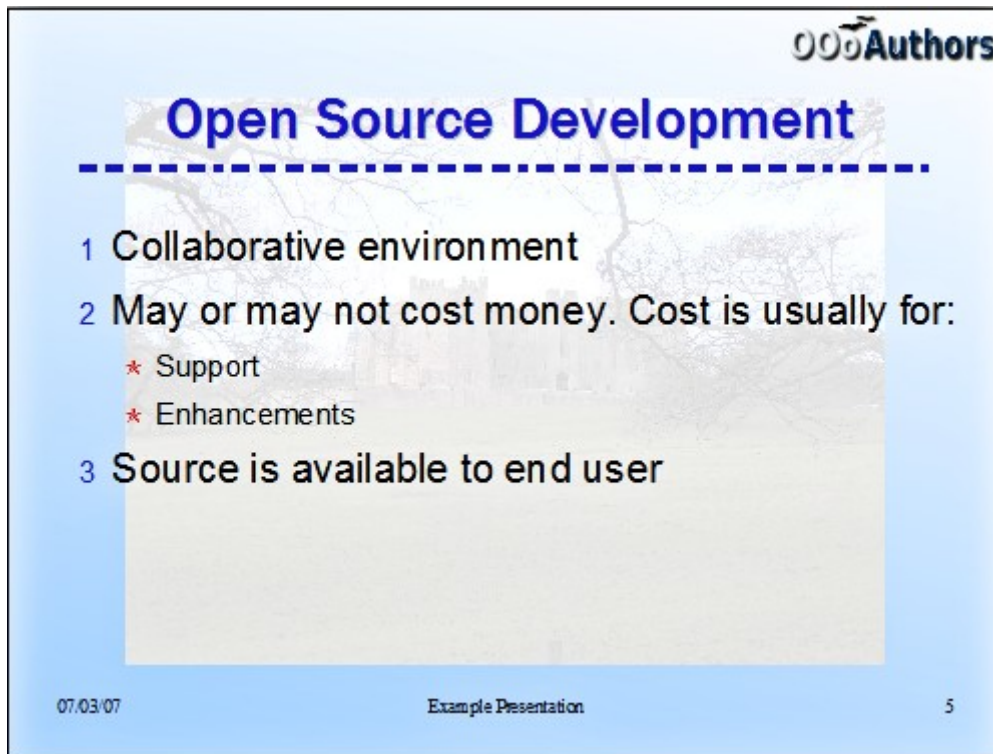 OOoAuthors
Open Source Development
1 Collaborative environment
2 May or may not cost money. Cost is usually for:
* Support
* Enhancements
3 Source is available to end user
07/03/07 Example Presentation 5